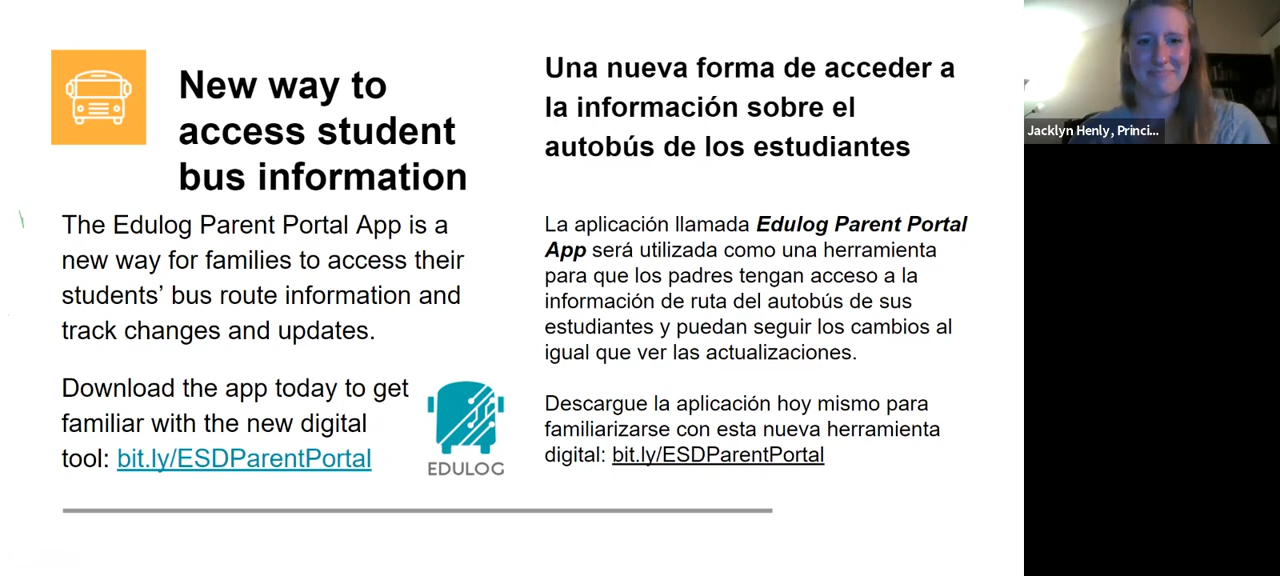 New way to
access student
bus information
The Edulog Parent Portal App is a
new way for families to access their
students’ bus route information and
track changes and updates.
Download the app today to get
familiar with the new digital
tool: bit.ly/ESDParentPortal
EDULOG
Una nueva forma de acceder a
la información sobre el
autobús de los estudiantes
La aplicación llamada Edulog Parent Portal
App será utilizada como una herramienta
para que los padres tengan acceso a la
información de ruta del autobús de sus
estudiantes y puedan seguir los cambios al
igual que ver las actualizaciones.
Descargue la aplicación hoy mismo para
familiarizarse con esta nueva herramienta
digital: bit.ly/ESDParentPortal
Jacklyn Henly, Princi...